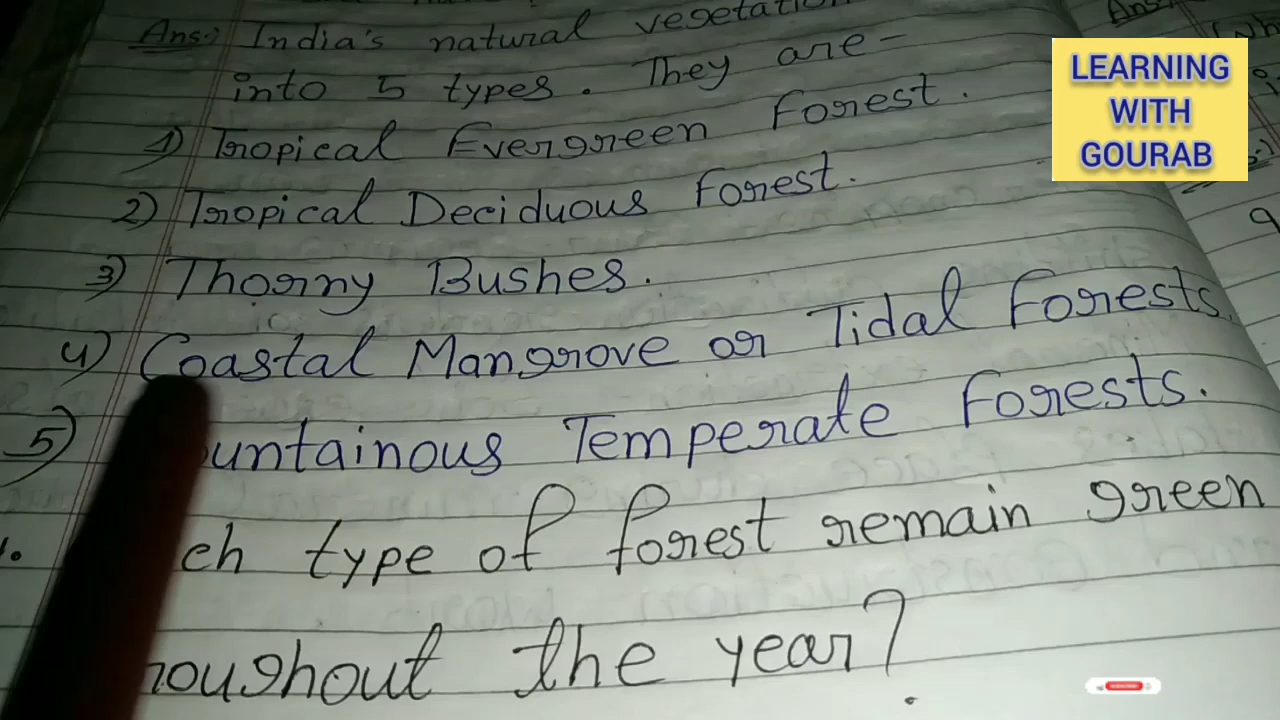 Ans:) India's natural vegetation
into 5 types. They are-
1) Tropical Evergreen Forest.
2) Tropical Deciduous Forest.
3) Thorny Bushes.
4) Coastal Mangrove or Tidal Forests.
5) untainous Temperate Forests.
ch type of forest remain green
roughout the year?
Ans
LEARNING
WITH
GOURAB